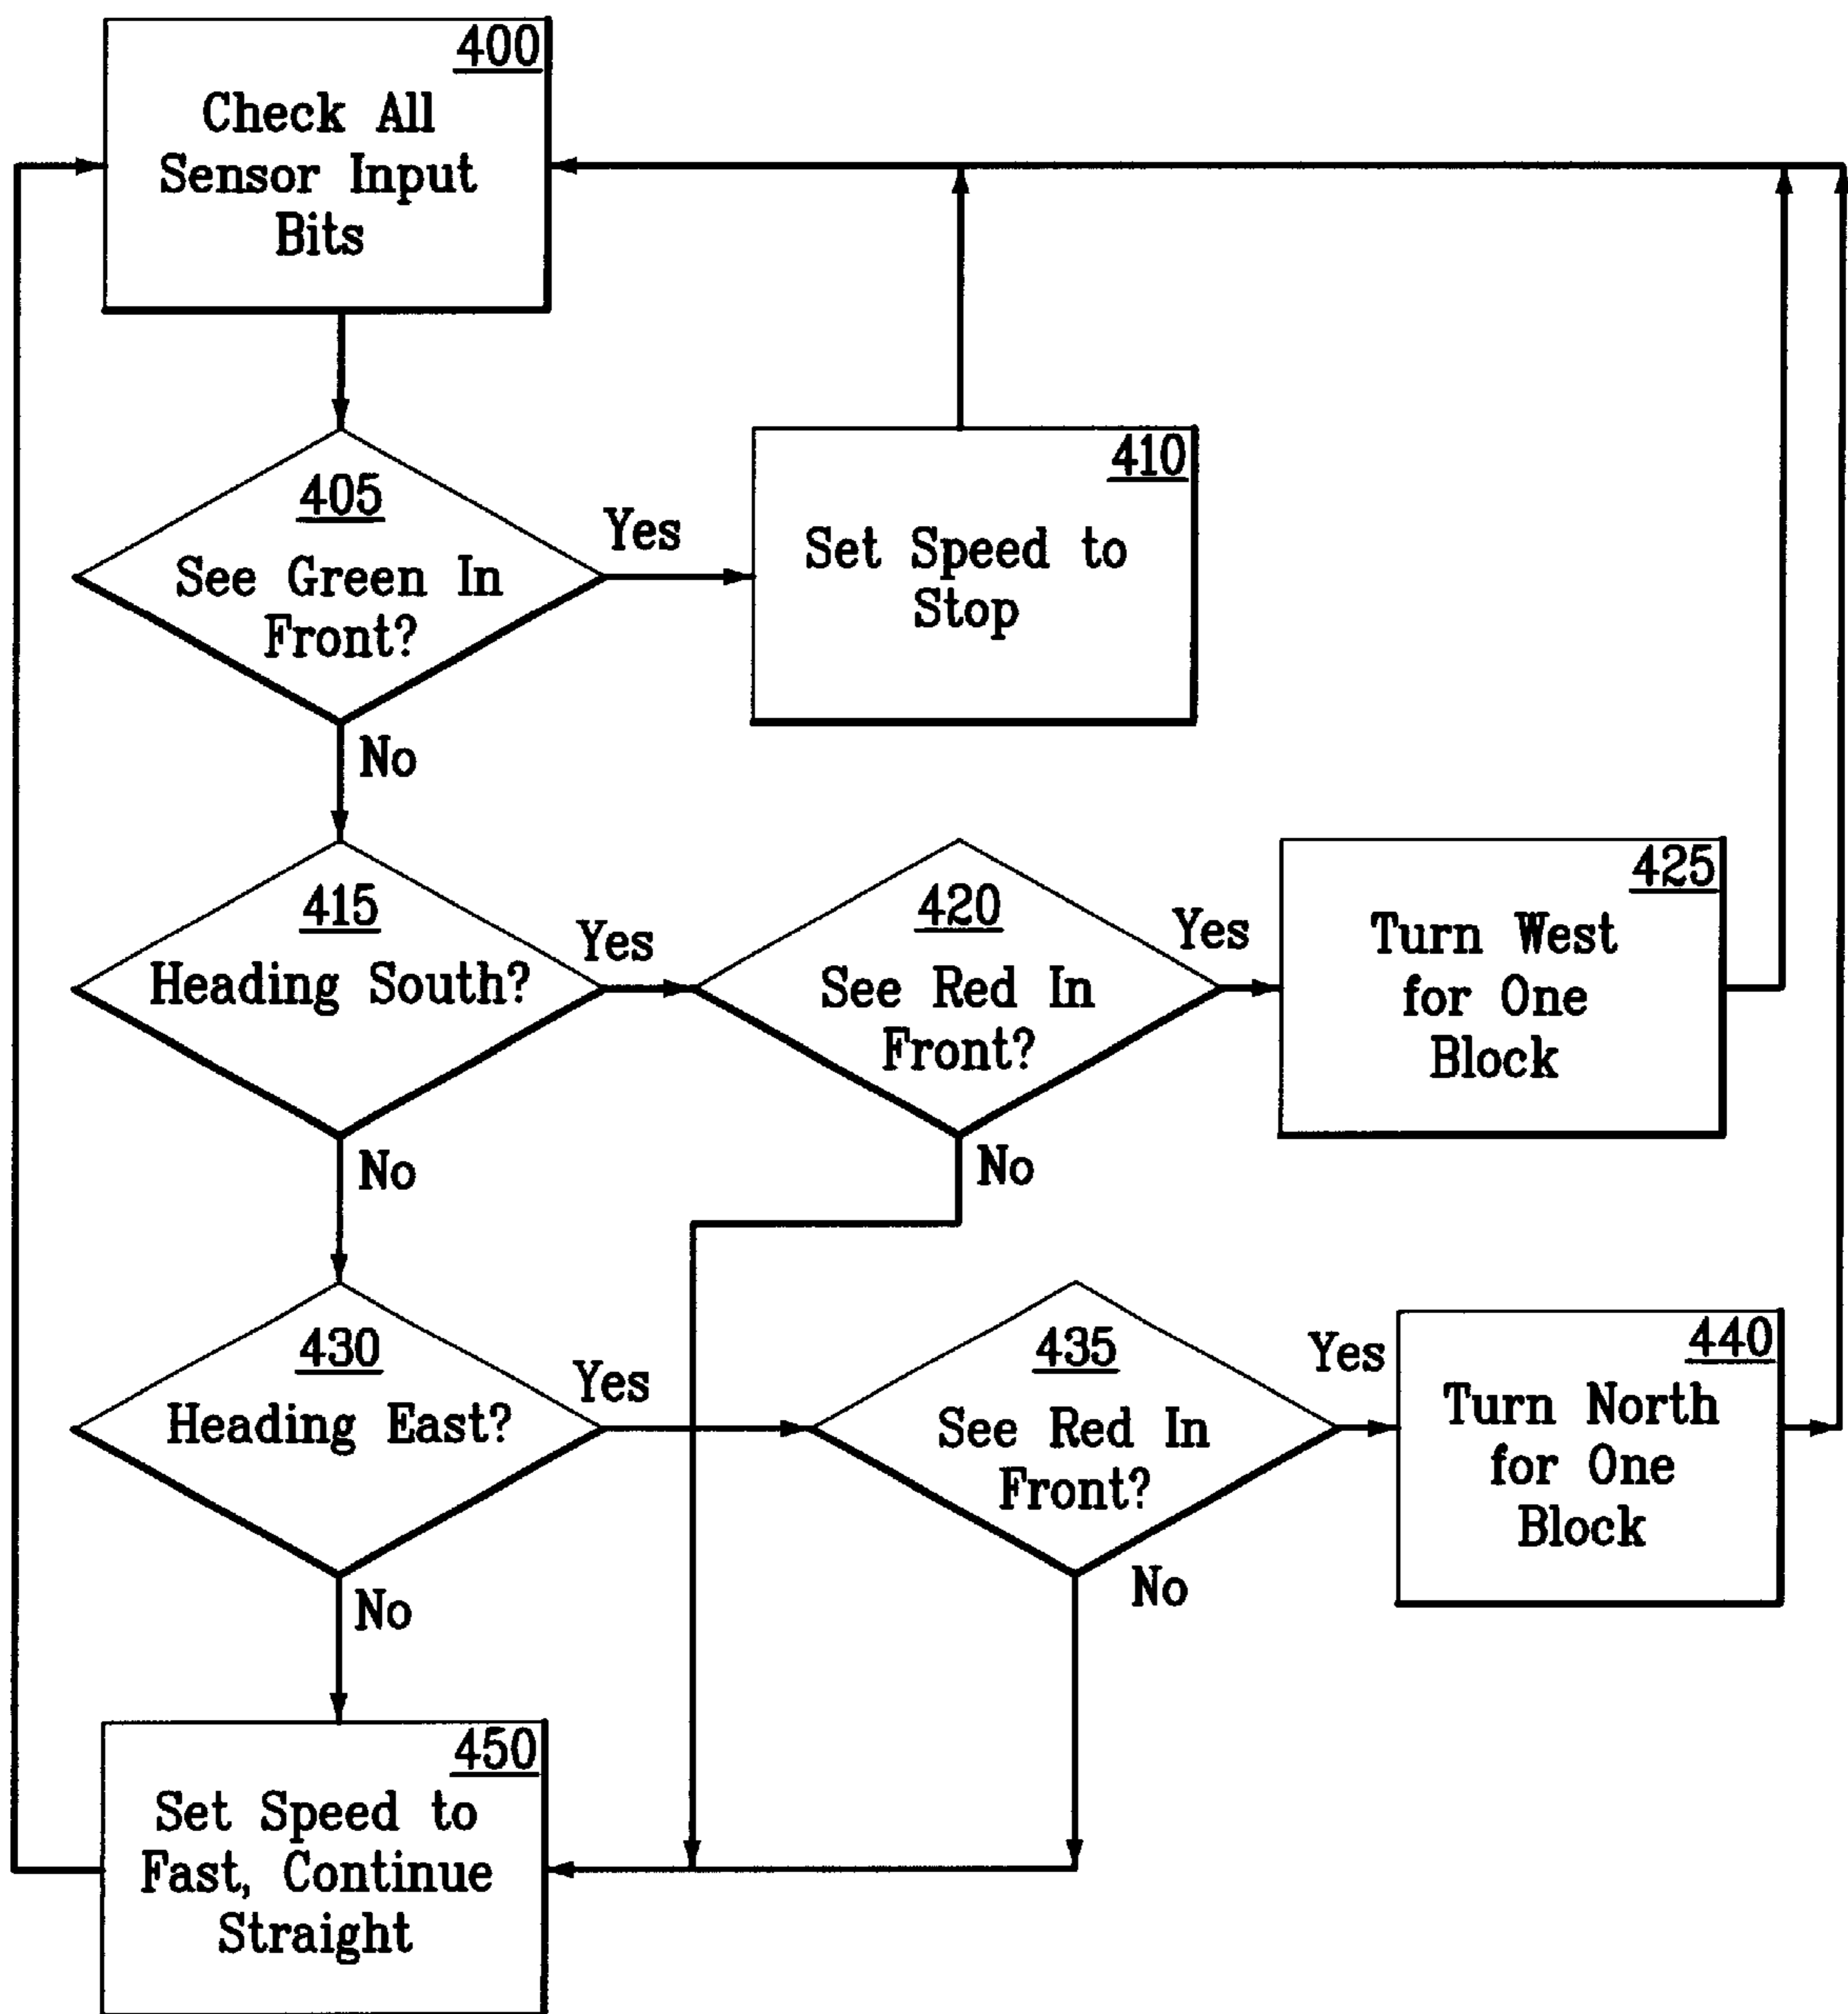 400
Check All
Sensor Input
Bits
405
See Green In
Front?
Yes
No
410
Set Speed to
Stop
415
Heading South?
Yes
No
420
See Red In
Front?
Yes
No
425
Turn West
for One
Block
430
Heading East?
Yes
No
435
See Red In
Front?
Yes
No
440
Turn North
for One
Block
450
Set Speed to
Fast, Continue
Straight